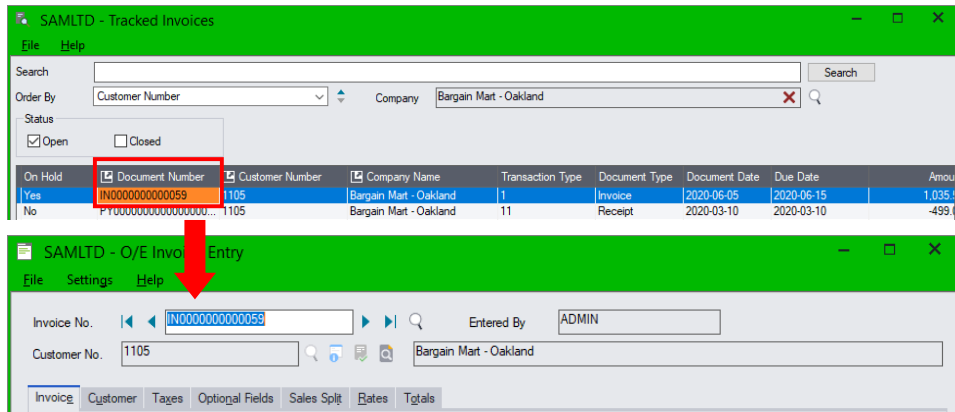 SAMLTD - Tracked Invoices
File Help
Search Search
Order By Customer Number Company Bargain Mart - Oakland
Status
Open Closed
On Hold Document Number Customer Number Company Name Transaction Type Document Type Document Date Due Date
Yes IN0000000000059 1105 Bargain Mart - Oakland 1 Invoice 2020-06-05 2020-06-15
No PY0000000000000000... 1105 Bargain Mart - Oakland 11 Receipt 2020-03-10 2020-03-10
SAMLTD - O/E Entry
File Settings Help
Invoice No. IN0000000000059 Entered By ADMIN
Customer No. 1105 Bargain Mart - Oakland
Invoice Customer Taxes Optional Fields Sales Split Rates Totals